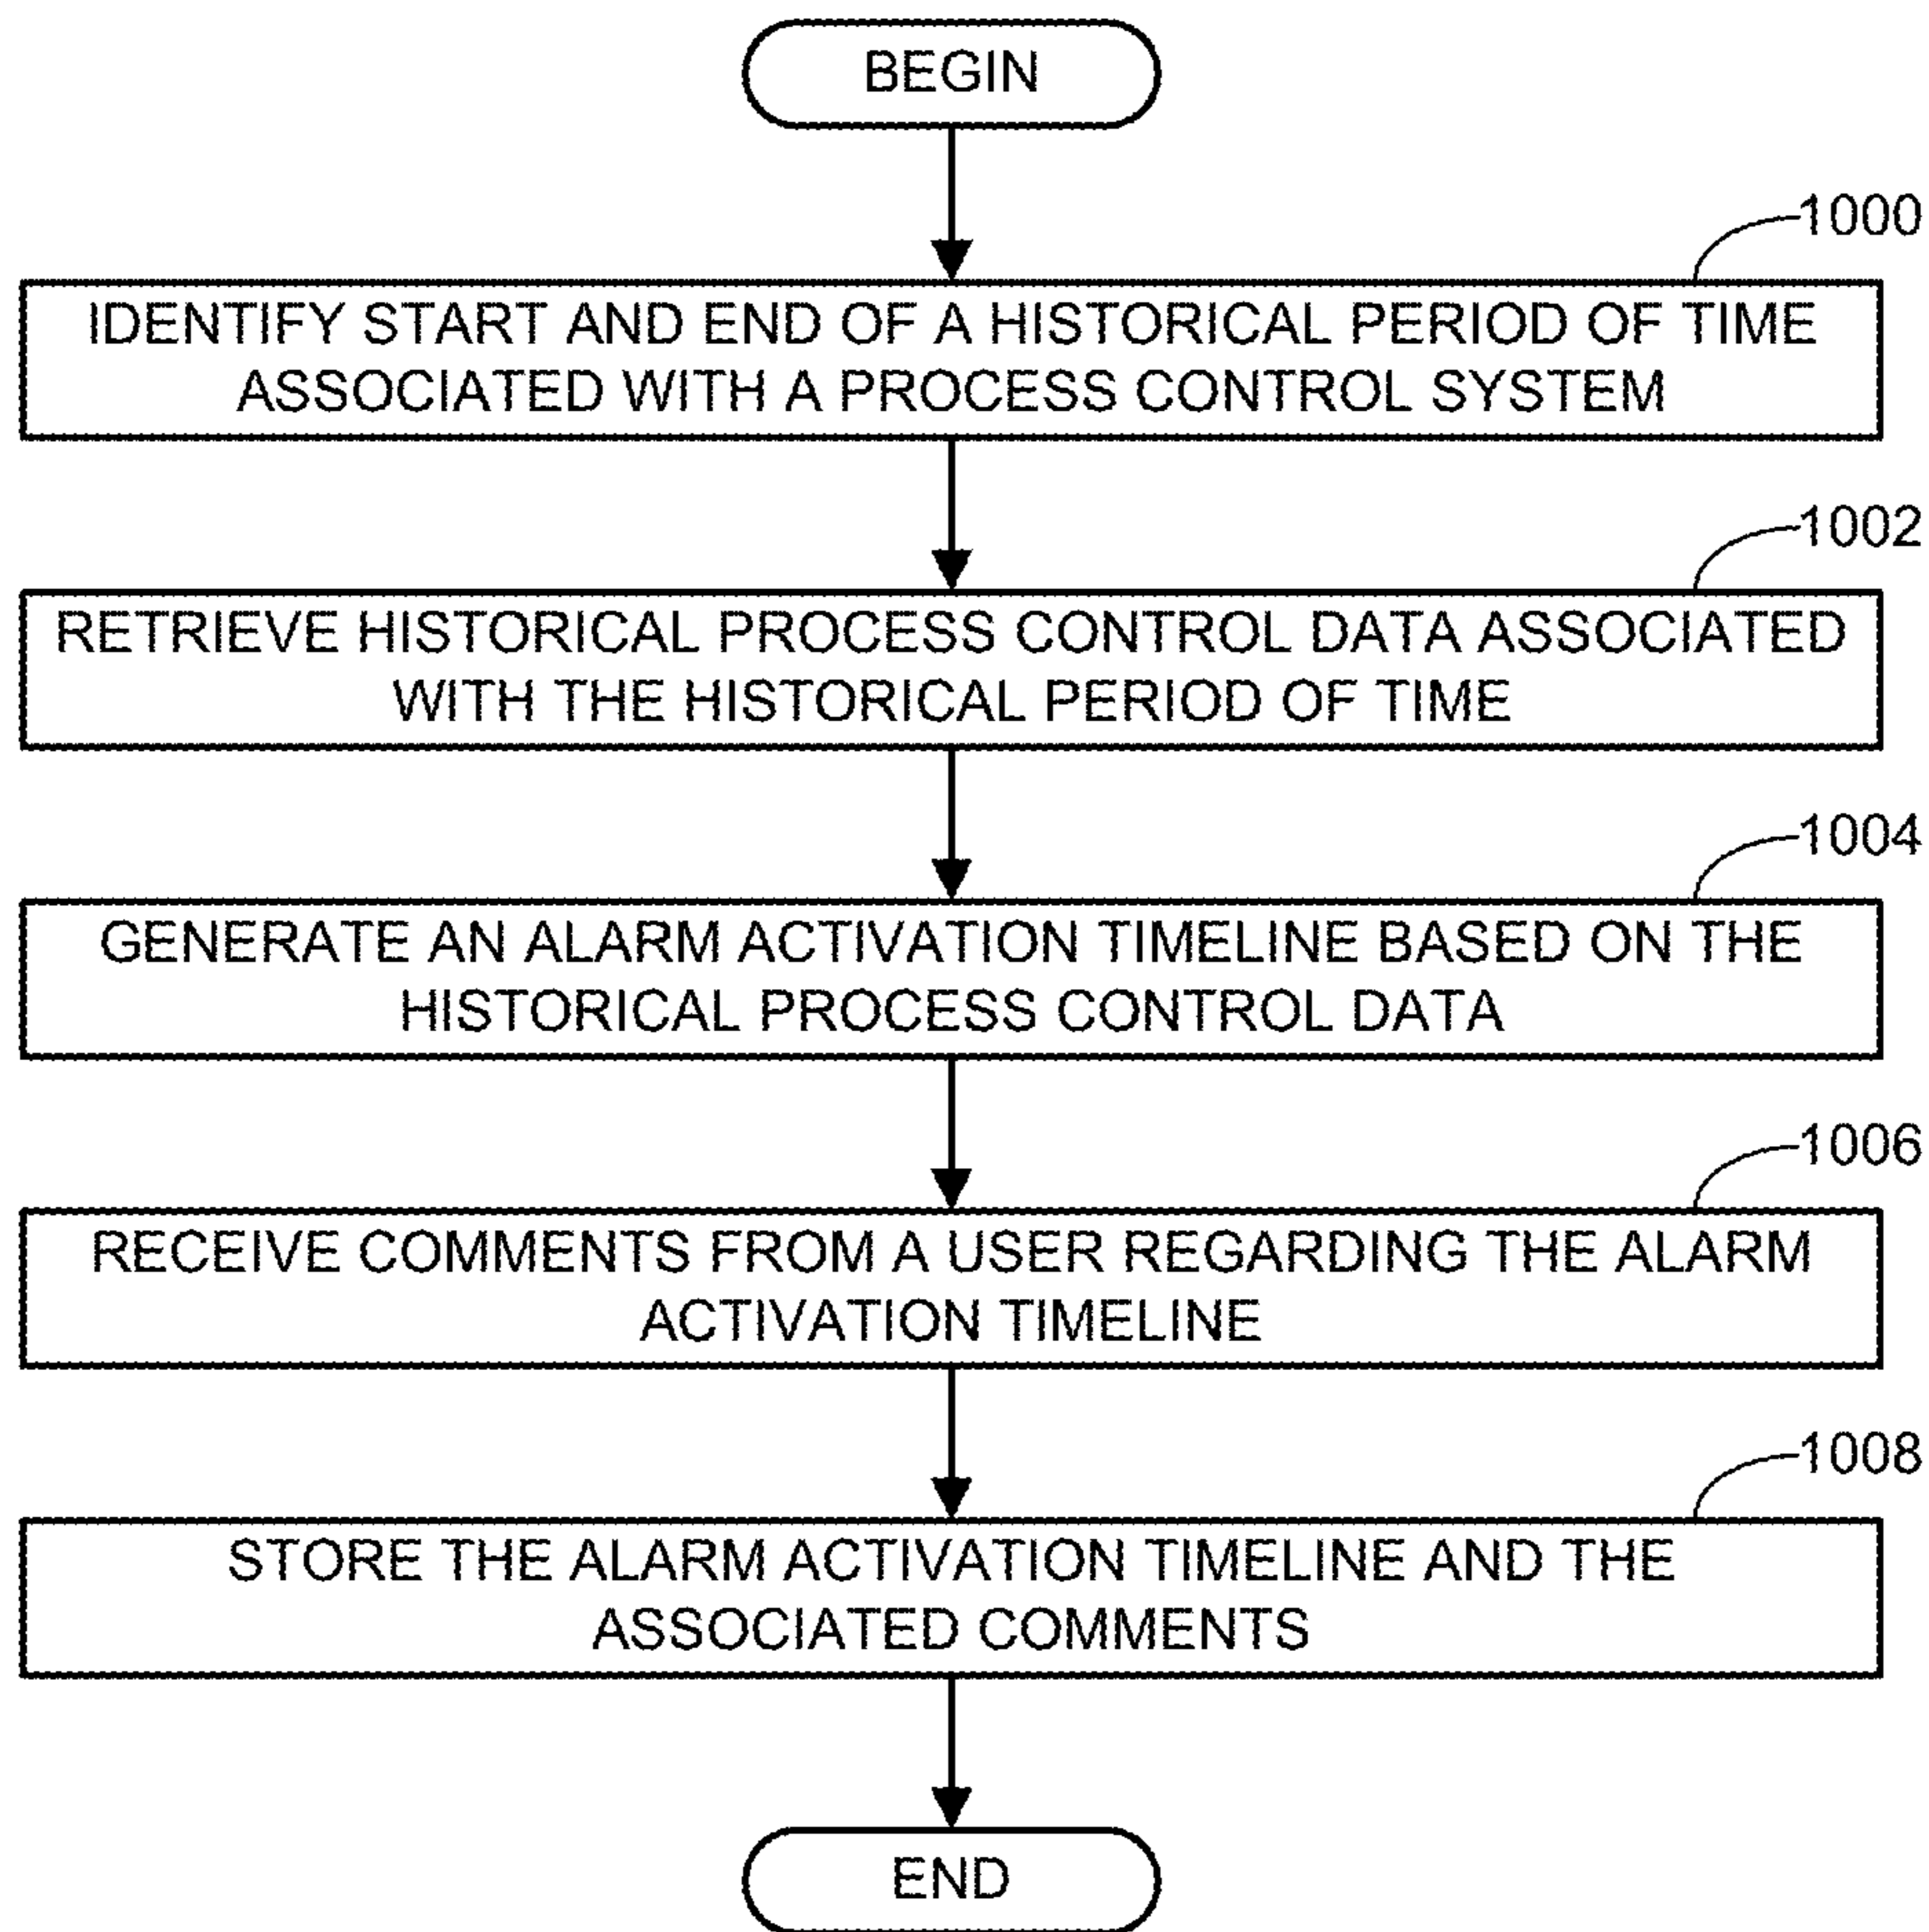 BEGIN
1000
IDENTIFY START AND END OF A HISTORICAL PERIOD OF TIME
ASSOCIATED WITH A PROCESS CONTROL SYSTEM
1002
RETRIEVE HISTORICAL PROCESS CONTROL DATA ASSOCIATED
WITH THE HISTORICAL PERIOD OF TIME
1004
GENERATE AN ALARM ACTIVATION TIMELINE BASED ON THE
HISTORICAL PROCESS CONTROL DATA
1006
RECEIVE COMMENTS FROM A USER REGARDING THE ALARM
ACTIVATION TIMELINE
1008
STORE THE ALARM ACTIVATION TIMELINE AND THE
ASSOCIATED COMMENTS
END